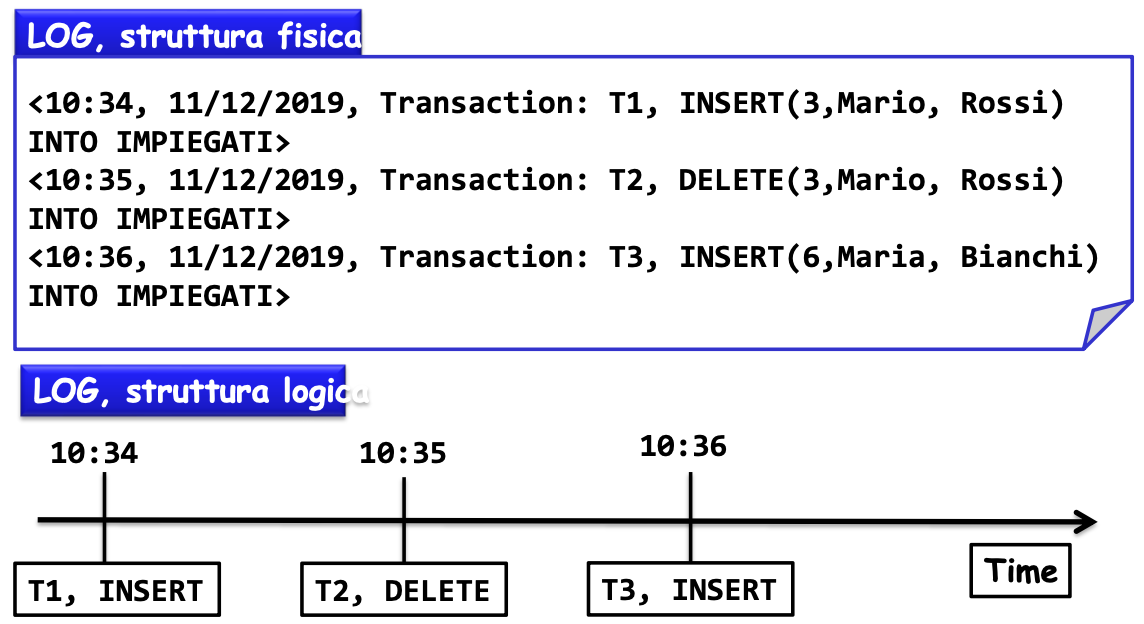 LOG, struttura fisica
<10:34, 11/12/2019, Transaction: T1, INSERT(3,Mario, Rossi)
INTO IMPIEGATI>
<10:35, 11/12/2019, Transaction: T2, DELETE(3,Mario, Rossi)
INTO IMPIEGATI>
<10:36, 11/12/2019, Transaction: T3, INSERT(6,Maria, Bianchi)
INTO IMPIEGATI>
LOG, struttura logica
10:34
10:35
10:36
T1, INSERT
T2, DELETE
T3, INSERT
Time